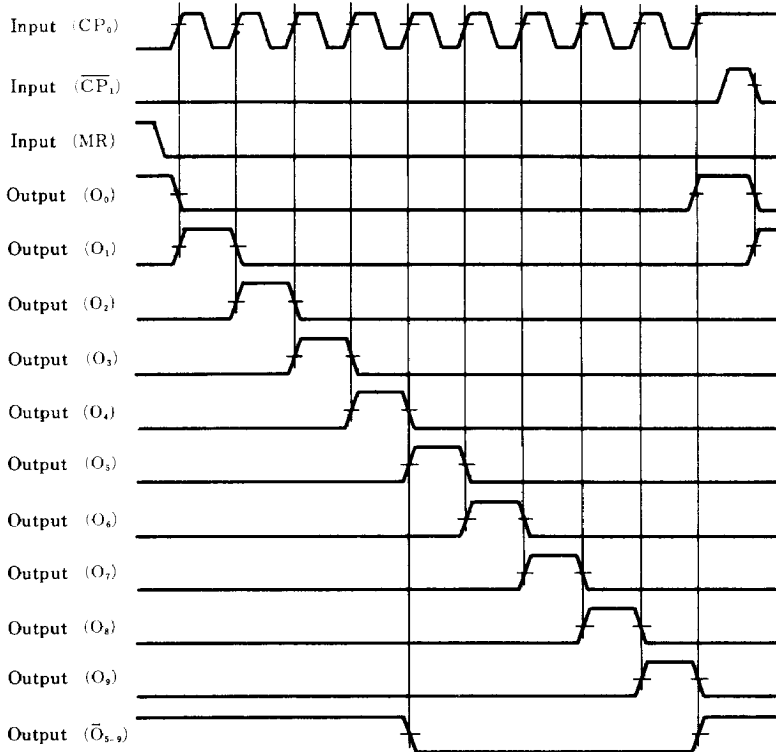 Input (CP₀)
Input (C̅P̅₁)
Input (MR)
Output (O₀)
Output (O₁)
Output (O₂)
Output (O₃)
Output (O₄)
Output (O₅)
Output (O₆)
Output (O₇)
Output (O₈)
Output (O₉)
Output (O̅₅₋₉)